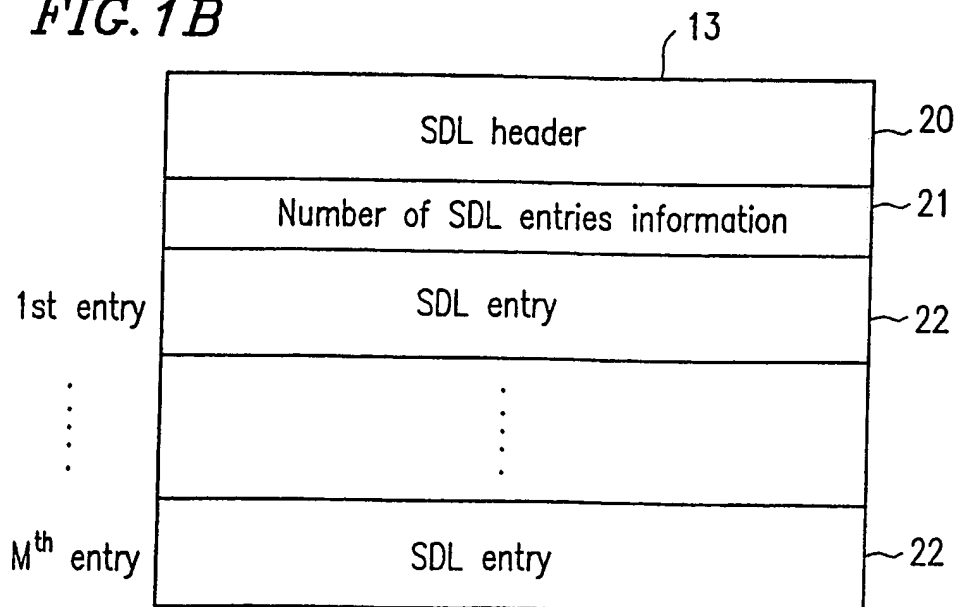 FIG. 1B
13
SDL header
20
Number of SDL entries information
21
1st entry
SDL entry
22
Mth entry
SDL entry
22